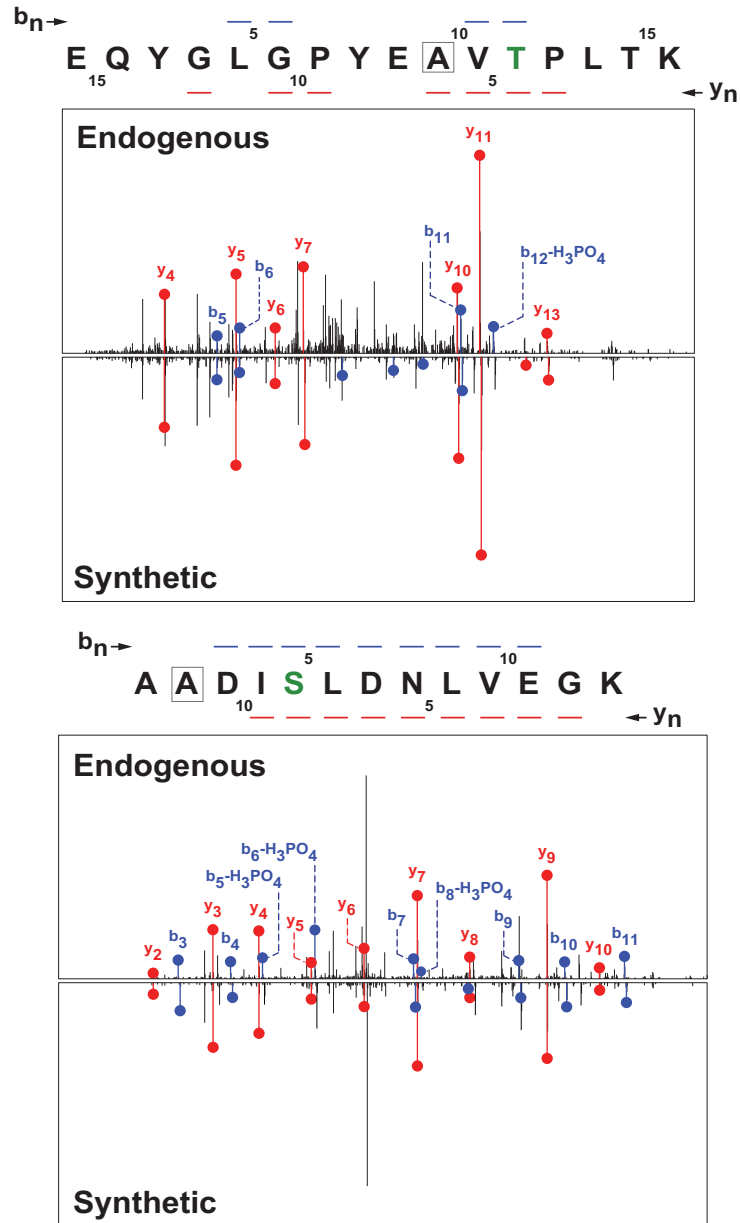 bn → 5 10
E Q Y G L G P Y E A V T P L T K 15
15 10 5 ← yn
Endogenous
y11
y4 y5 b6 y7 b11 b12-H3PO4
b5 y6 y10 y13
Synthetic
bn → 5 10
A A D I S L D N L V E G K
10 5 ← yn
Endogenous
b6-H3PO4
b5-H3PO4 y7 b8-H3PO4 y9
y2 b3 y3 b4 y4 y5 y6 b7 y8 b9 b10 y10 b11
Synthetic